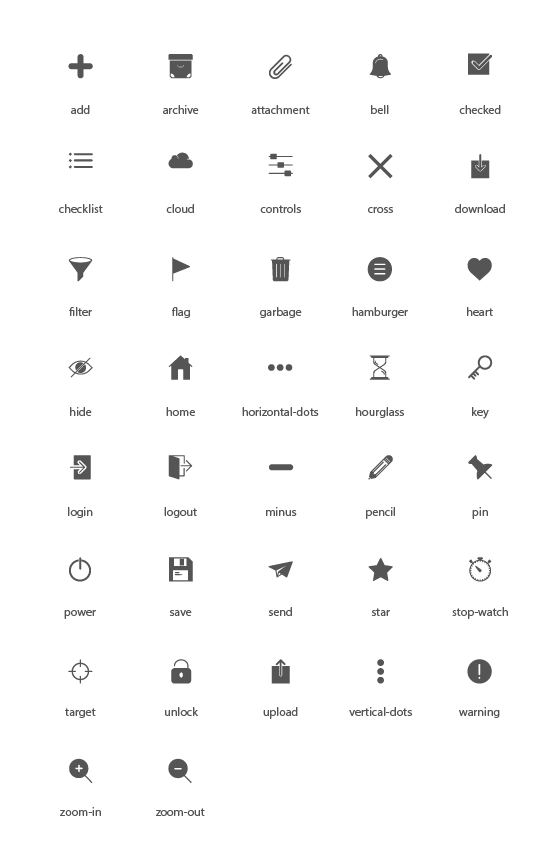 add archive attachment bell checked
checklist cloud controls cross download
filter flag garbage hamburger heart
hide home horizontal-dots hourglass key
login logout minus pencil pin
power save send star stop-watch
target unlock upload vertical-dots warning
zoom-in zoom-out